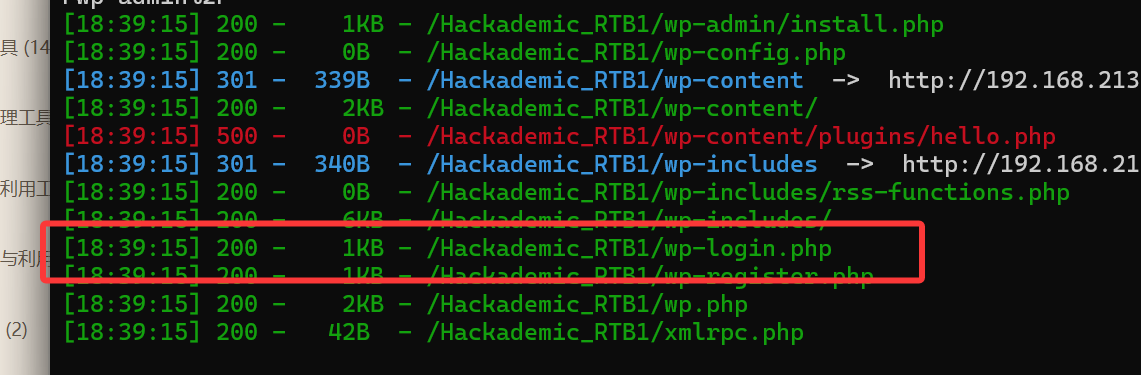 [18:39:15] 200 -    1KB - /Hackademic_RTB1/wp-admin/install.php
具 (14
[18:39:15] 200 -    0B  - /Hackademic_RTB1/wp-config.php
[18:39:15] 301 -  339B  - /Hackademic_RTB1/wp-content  ->  http://192.168.213
[18:39:15] 200 -    2KB - /Hackademic_RTB1/wp-content/
理工具
[18:39:15] 500 -    0B  - /Hackademic_RTB1/wp-content/plugins/hello.php
[18:39:15] 301 -  340B  - /Hackademic_RTB1/wp-includes  ->  http://192.168.21
利用工
[18:39:15] 200 -    0B  - /Hackademic_RTB1/wp-includes/rss-functions.php
[18:39:15] 200 -    6KB - /Hackademic_RTB1/wp-includes/
[18:39:15] 200 -    1KB - /Hackademic_RTB1/wp-login.php
与利用
[18:39:15] 200 -    1KB - /Hackademic_RTB1/wp-register.php
[18:39:15] 200 -    2KB - /Hackademic_RTB1/wp.php
(2)
[18:39:15] 200 -   42B  - /Hackademic_RTB1/xmlrpc.php